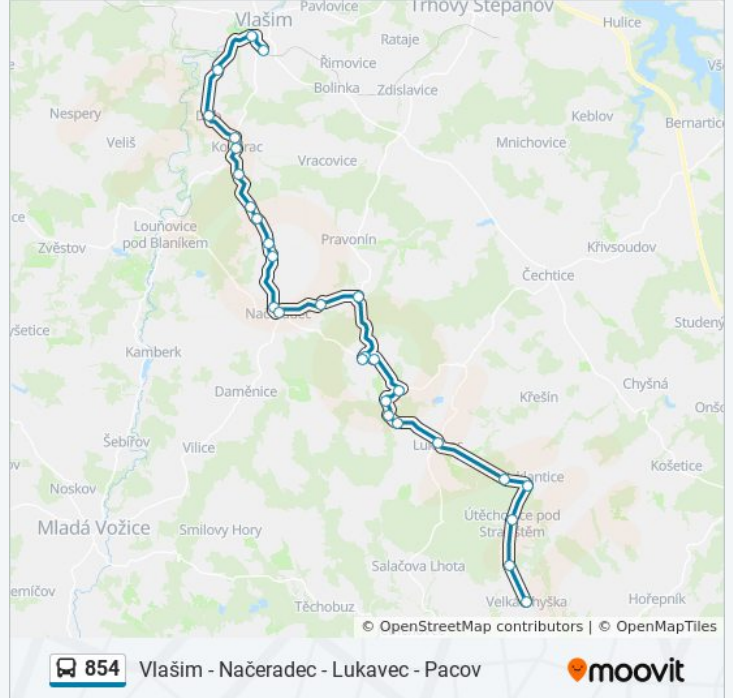 Pavlovice
Trhový Štěpánov
Vlašim
Hulice
Rataje
Římovice
Bolinka
Zdislavice
Keblov
Nespery
Bernartice
Veliš
Mnichovice
Vracovice
Louňovice
pod Blaníkem
Pravonín
Zvěstov
Křivsoudov
Čechtice
Kamberk
Daměnice
Chyšná
Křešín
Šebířov
Vilice
Košetice
Noskov
Útěchovice pod
Mladá Vožice
Smilovy Hory
Salačova Lhota
Hořepník
Těchobuz
© OpenStreetMap contributors | © OpenMapTiles
854 Vlašim - Načeradec - Lukavec - Pacov
moovit